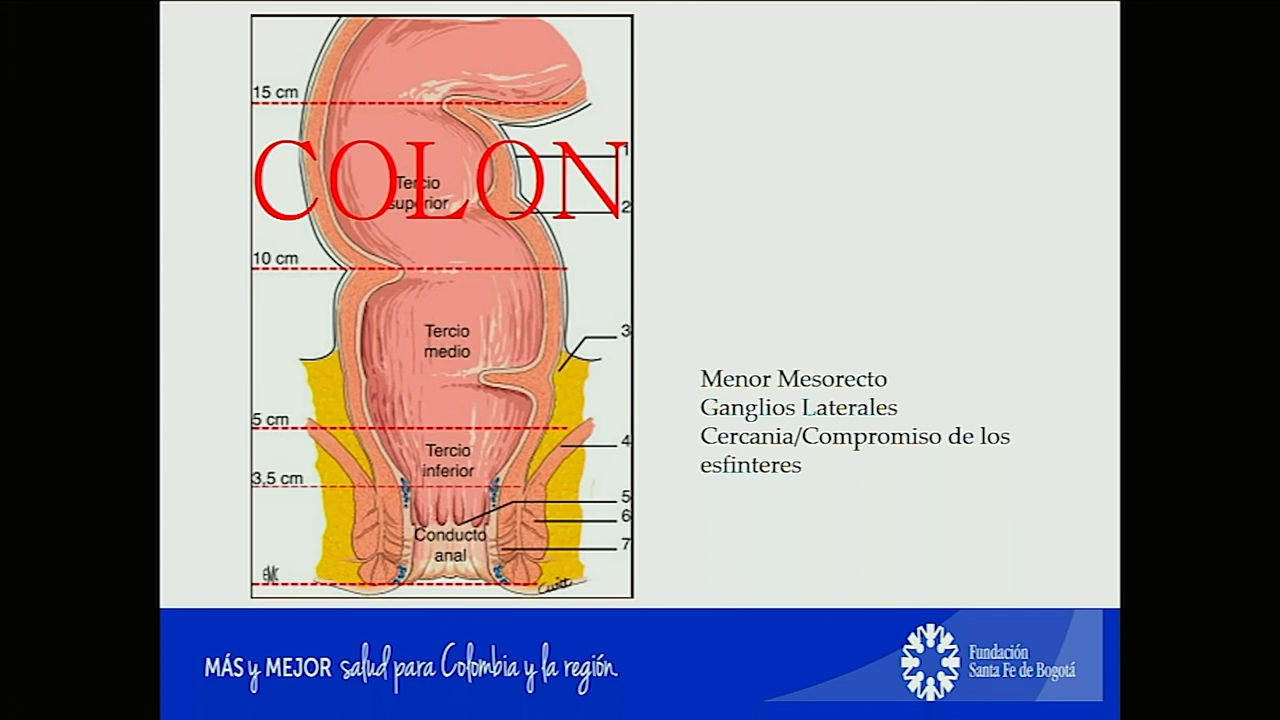 15 cm
COLON
Tercio
superior
1
2
10 cm
Tercio
medio
3
5 cm
Tercio
inferior
4
3,5 cm
5
6
Conducto
anal
7
EMC
Menor Mesorecto
Ganglios Laterales
Cercania/Compromiso de los
esfinteres
MÁS y MEJOR salud para Colombia y la región.
Fundación
Santa Fe de Bogotá